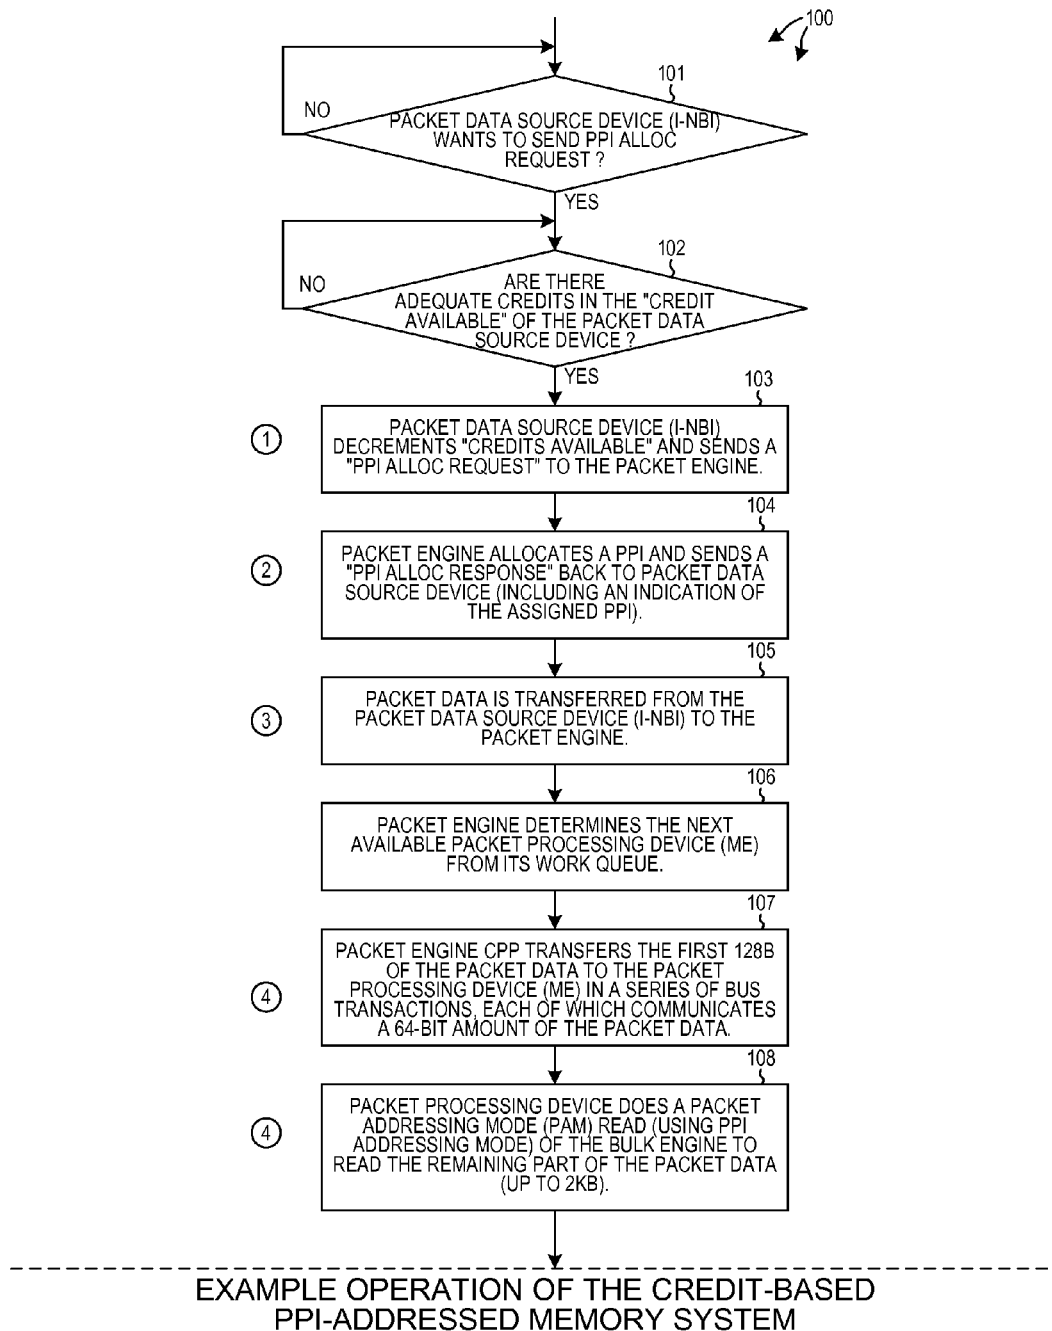 100
101
NO
PACKET DATA SOURCE DEVICE (I-NBI)
WANTS TO SEND PPI ALLOC
REQUEST ?
YES
102
NO
ARE THERE
ADEQUATE CREDITS IN THE "CREDIT
AVAILABLE" OF THE PACKET DATA
SOURCE DEVICE ?
YES
103
1
PACKET DATA SOURCE DEVICE (I-NBI)
DECREMENTS "CREDITS AVAILABLE" AND SENDS A
"PPI ALLOC REQUEST" TO THE PACKET ENGINE.
104
2
PACKET ENGINE ALLOCATES A PPI AND SENDS A
"PPI ALLOC RESPONSE" BACK TO PACKET DATA
SOURCE DEVICE (INCLUDING AN INDICATION OF
THE ASSIGNED PPI).
105
3
PACKET DATA IS TRANSFERRED FROM THE
PACKET DATA SOURCE DEVICE (I-NBI) TO THE
PACKET ENGINE.
106
PACKET ENGINE DETERMINES THE NEXT
AVAILABLE PACKET PROCESSING DEVICE (ME)
FROM ITS WORK QUEUE.
107
4
PACKET ENGINE CPP TRANSFERS THE FIRST 128B
OF THE PACKET DATA TO THE PACKET
PROCESSING DEVICE (ME) IN A SERIES OF BUS
TRANSACTIONS, EACH OF WHICH COMMUNICATES
A 64-BIT AMOUNT OF THE PACKET DATA.
108
4
PACKET PROCESSING DEVICE DOES A PACKET
ADDRESSING MODE (PAM) READ (USING PPI
ADDRESSING MODE) OF THE BULK ENGINE TO
READ THE REMAINING PART OF THE PACKET DATA
(UP TO 2KB).
EXAMPLE OPERATION OF THE CREDIT-BASED
PPI-ADDRESSED MEMORY SYSTEM